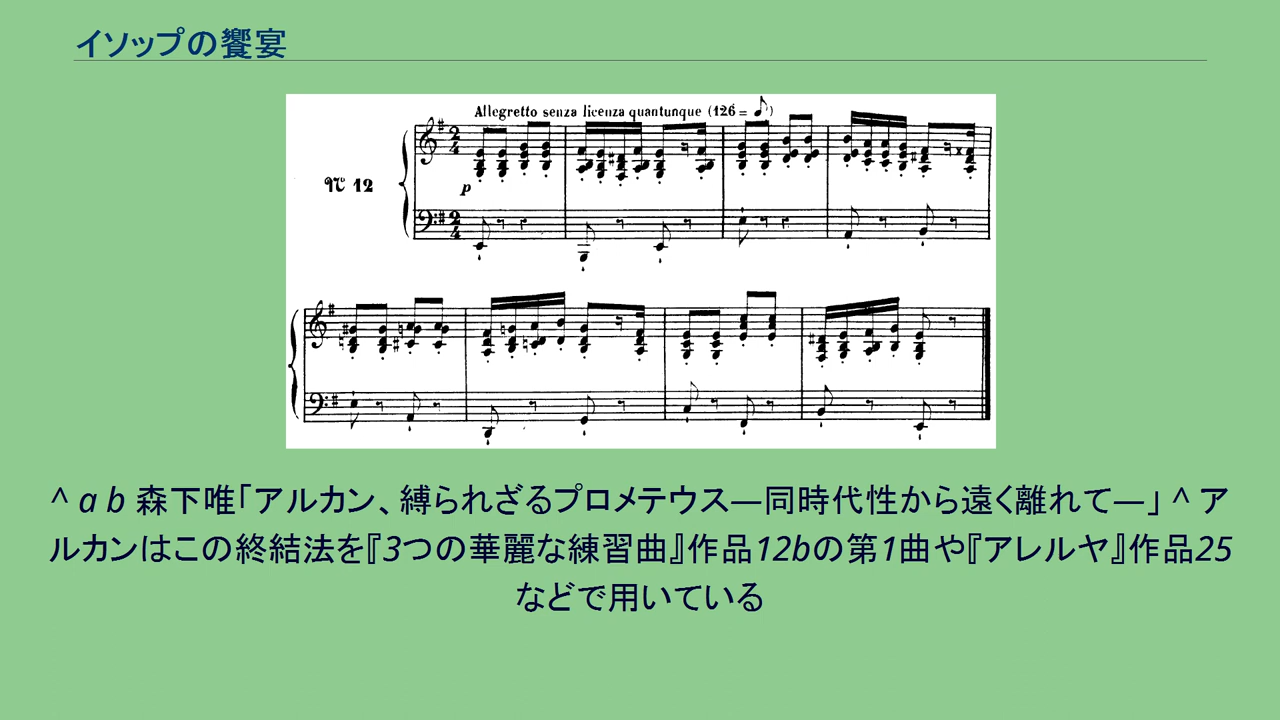 イソップの饗宴
Allegretto senza licenza quantunque (126 = ♪)
Nº 12
p
^ a b 森下唯「アルカン、縛られざるプロメテウス―同時代性から遠く離れて―」 ^ ア
ルカンはこの終結法を『3つの華麗な練習曲』作品12bの第1曲や『アレルヤ』作品25
などで用いている